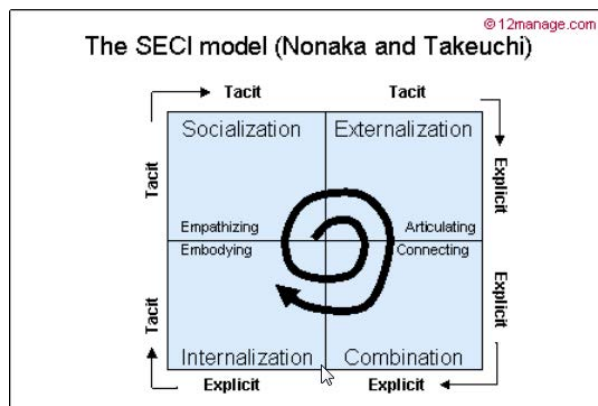 © 12manage.com
The SECI model (Nonaka and Takeuchi)
Tacit Tacit
Socialization Externalization
Tacit Explicit
Empathizing Articulating
Embodying Connecting
Tacit Explicit
Internalization Combination
Explicit Explicit